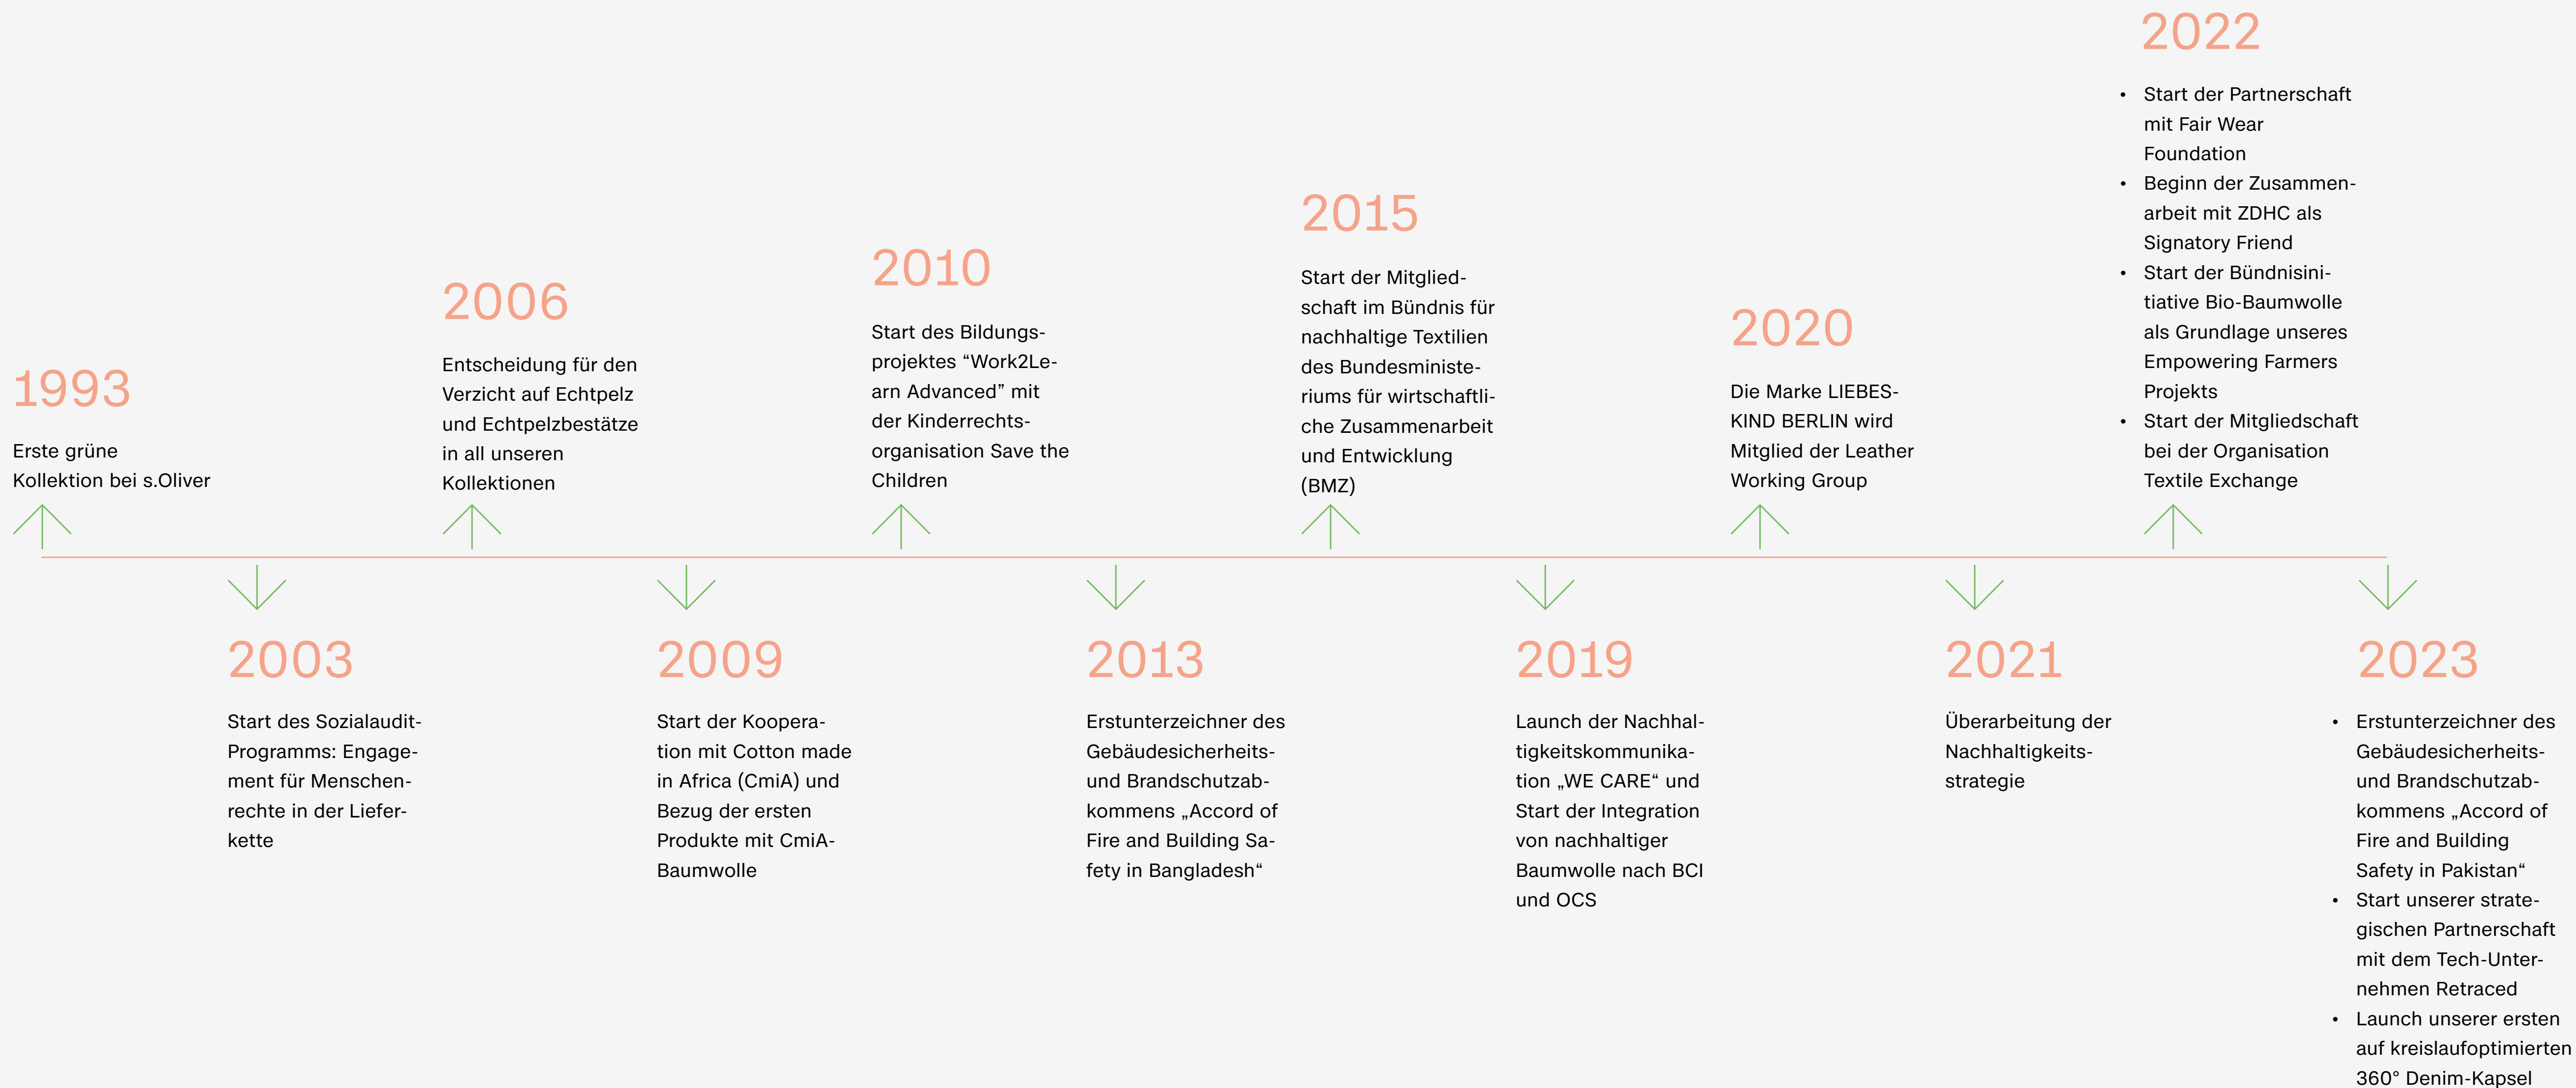 1993
Erste grüne
Kollektion bei s.Oliver
2003
Start des Sozialaudit-
Programms: Engage-
ment für Menschen-
rechte in der Liefer-
kette
2006
Entscheidung für den
Verzicht auf Echtpelz
und Echtpelzbestätze
in all unseren
Kollektionen
2009
Start der Koopera-
tion mit Cotton made
in Africa (CmiA) und
Bezug der ersten
Produkte mit CmiA-
Baumwolle
2010
Start des Bildungs-
projektes “Work2Le-
arn Advanced” mit
der Kinderrechts-
organisation Save the
Children
2013
Erstunterzeichner des
Gebäudesicherheits-
und Brandschutzab-
kommens „Accord of
Fire and Building Sa-
fety in Bangladesh“
2015
Start der Mitglied-
schaft im Bündnis für
nachhaltige Textilien
des Bundesministe-
riums für wirtschaftli-
che Zusammenarbeit
und Entwicklung
(BMZ)
2019
Launch der Nachhal-
tigkeitskommunika-
tion „WE CARE“ und
Start der Integration
von nachhaltiger
Baumwolle nach BCI
und OCS
2020
Die Marke LIEBES-
KIND BERLIN wird
Mitglied der Leather
Working Group
2021
Überarbeitung der
Nachhaltigkeits-
strategie
2022
• Start der Partnerschaft
mit Fair Wear
Foundation
• Beginn der Zusammen-
arbeit mit ZDHC als
Signatory Friend
• Start der Bündnisini-
tiative Bio-Baumwolle
als Grundlage unseres
Empowering Farmers
Projekts
• Start der Mitgliedschaft
bei der Organisation
Textile Exchange
2023
• Erstunterzeichner des
Gebäudesicherheits-
und Brandschutzab-
kommens „Accord of
Fire and Building
Safety in Pakistan“
• Start unserer strate-
gischen Partnerschaft
mit dem Tech-Unter-
nehmen Retraced
• Launch unserer ersten
auf kreislaufoptimierten
360° Denim-Kapsel